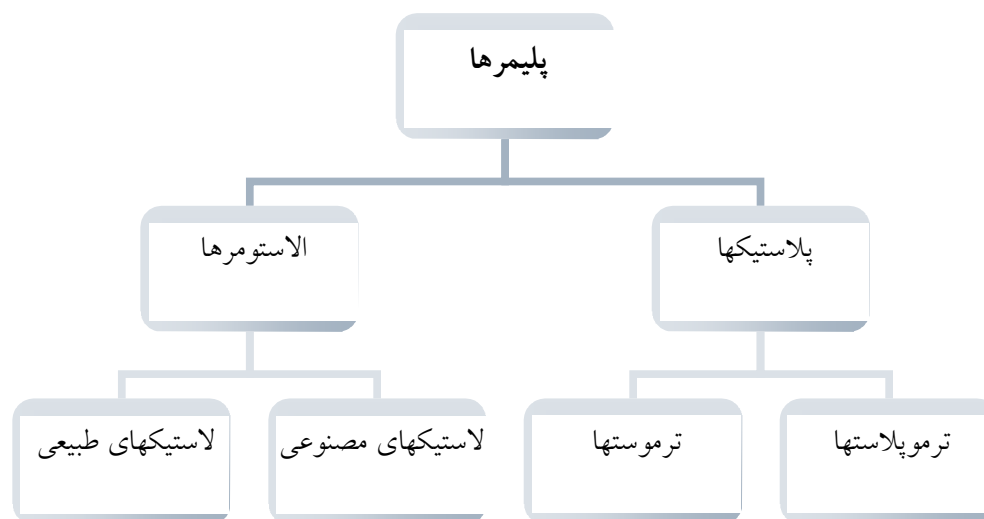 پلیمرها
پلاستیکها
الاستومرها
ترموپلاستها
ترموستها
لاستیکهای مصنوعی
لاستیکهای طبیعی